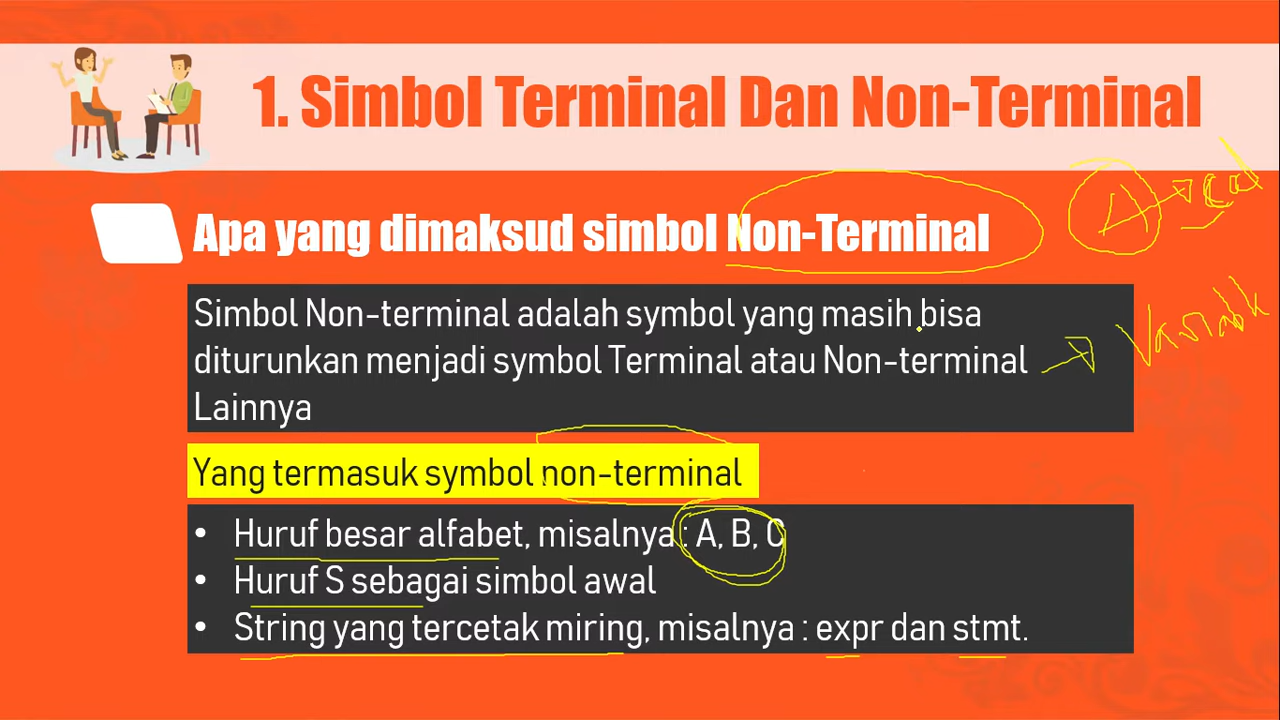 1. Simbol Terminal Dan Non-Terminal
Apa yang dimaksud simbol Non-Terminal
A →
Simbol Non-terminal adalah symbol yang masih bisa
diturunkan menjadi symbol Terminal atau Non-terminal → Variabel
Lainnya
Yang termasuk symbol non-terminal
• Huruf besar alfabet, misalnya : A, B, C
• Huruf S sebagai simbol awal
• String yang tercetak miring, misalnya : expr dan stmt.